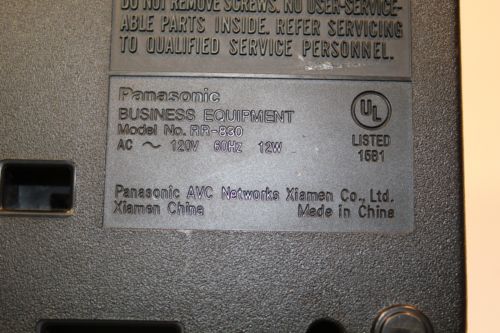 DO NOT REMOVE SCREWS. NO USER-SERVICE-
ABLE PARTS INSIDE. REFER SERVICING
TO QUALIFIED SERVICE PERSONNEL.
Panasonic
BUSINESS EQUIPMENT
Model No. RR-830
AC ~ 120V 60Hz 12W
UL
LISTED
15B1
Panasonic AVC Networks Xiamen Co., Ltd.
Xiamen China
Made in China